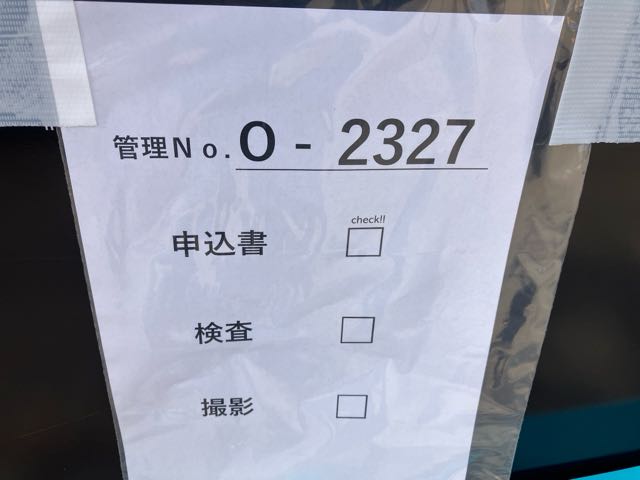 管理No. O - 2327
check!!
申込書 □
検査 □
撮影 □